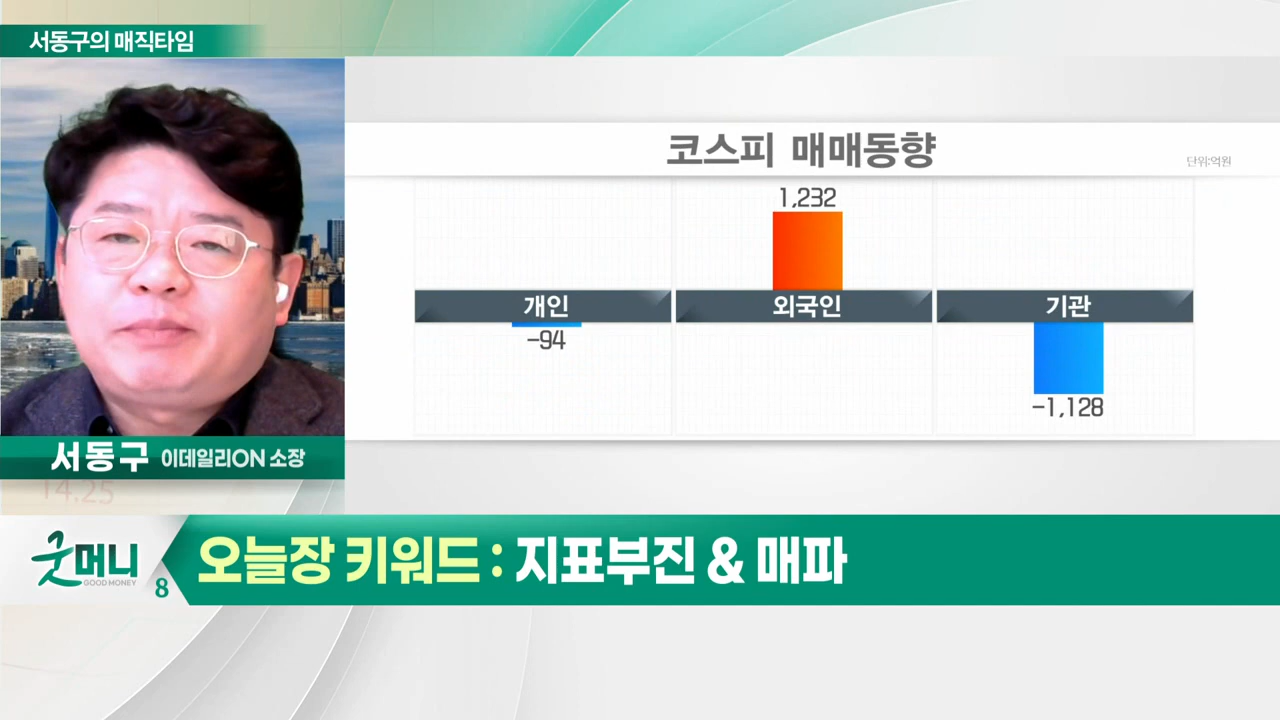 서동구의 매직타임
코스피 매매동향
단위:억원
1,232
개인 외국인 기관
-94
-1,128
서동구 이데일리ON 소장
14.25
굿머니
GOOD MONEY
8
오늘장 키워드 : 지표부진 & 매파